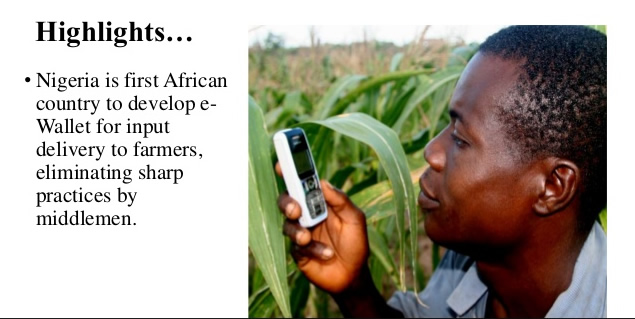 Highlights…
• Nigeria is first African
country to develop e-
Wallet for input
delivery to farmers,
eliminating sharp
practices by
middlemen.